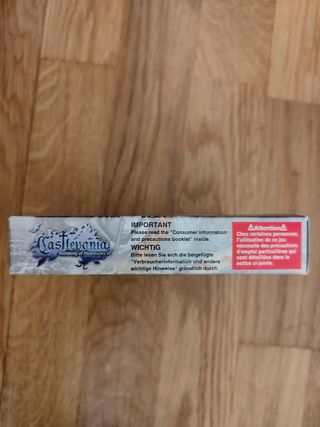 Castlevania
Harmony of Dissonance
IMPORTANT
Please read the "Consumer information
and precautions booklet" inside.
WICHTIG
Bitte lesen Sie sich die beigefügte
"Verbraucherinformation und andere
wichtige Hinweise" gründlich durch
⚠Attention⚠
Chez certaines personnes,
l'utilisation de ce jeu
nécessite des précautions
d'emploi particulières qui
sont détaillées dans la
notice ci-jointe.